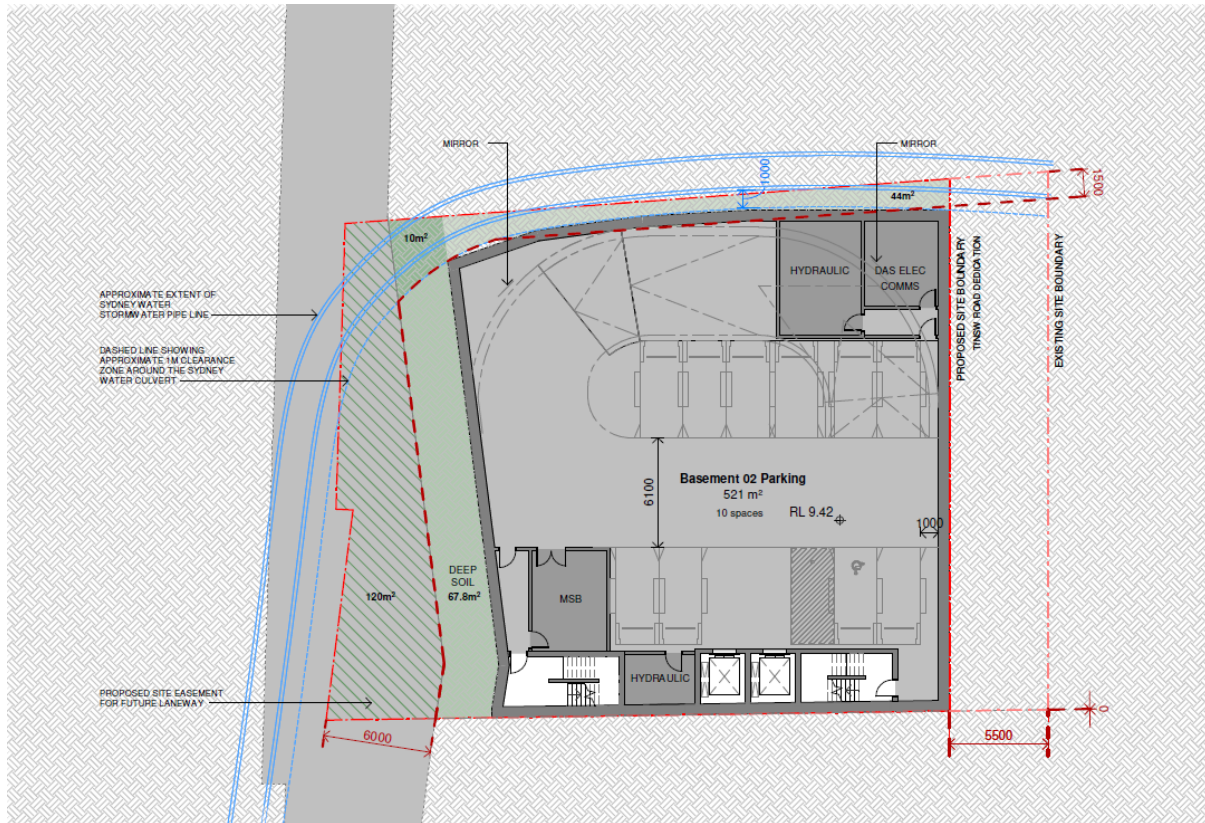 MIRROR
MIRROR
1000
1500
44m²
10m²
HYDRAULIC
DAS ELEC
COMMS
PROPOSED SITE BOUNDARY
TfNSW ROAD DEDICATION
EXISTING SITE BOUNDARY
APPROXIMATE EXTENT OF
SYDNEY WATER
STORMWATER PIPE LINE
DASHED LINE SHOWING
APPROXIMATE 1M CLEARANCE
ZONE AROUND THE SYDNEY
WATER CULVERT
6100
Basement 02 Parking
521 m²
10 spaces
RL 9.42
1000
DEEP
SOIL
67.8m²
120m²
MSB
HYDRAULIC
PROPOSED SITE EASEMENT
FOR FUTURE LANEWAY
6000
5500
0